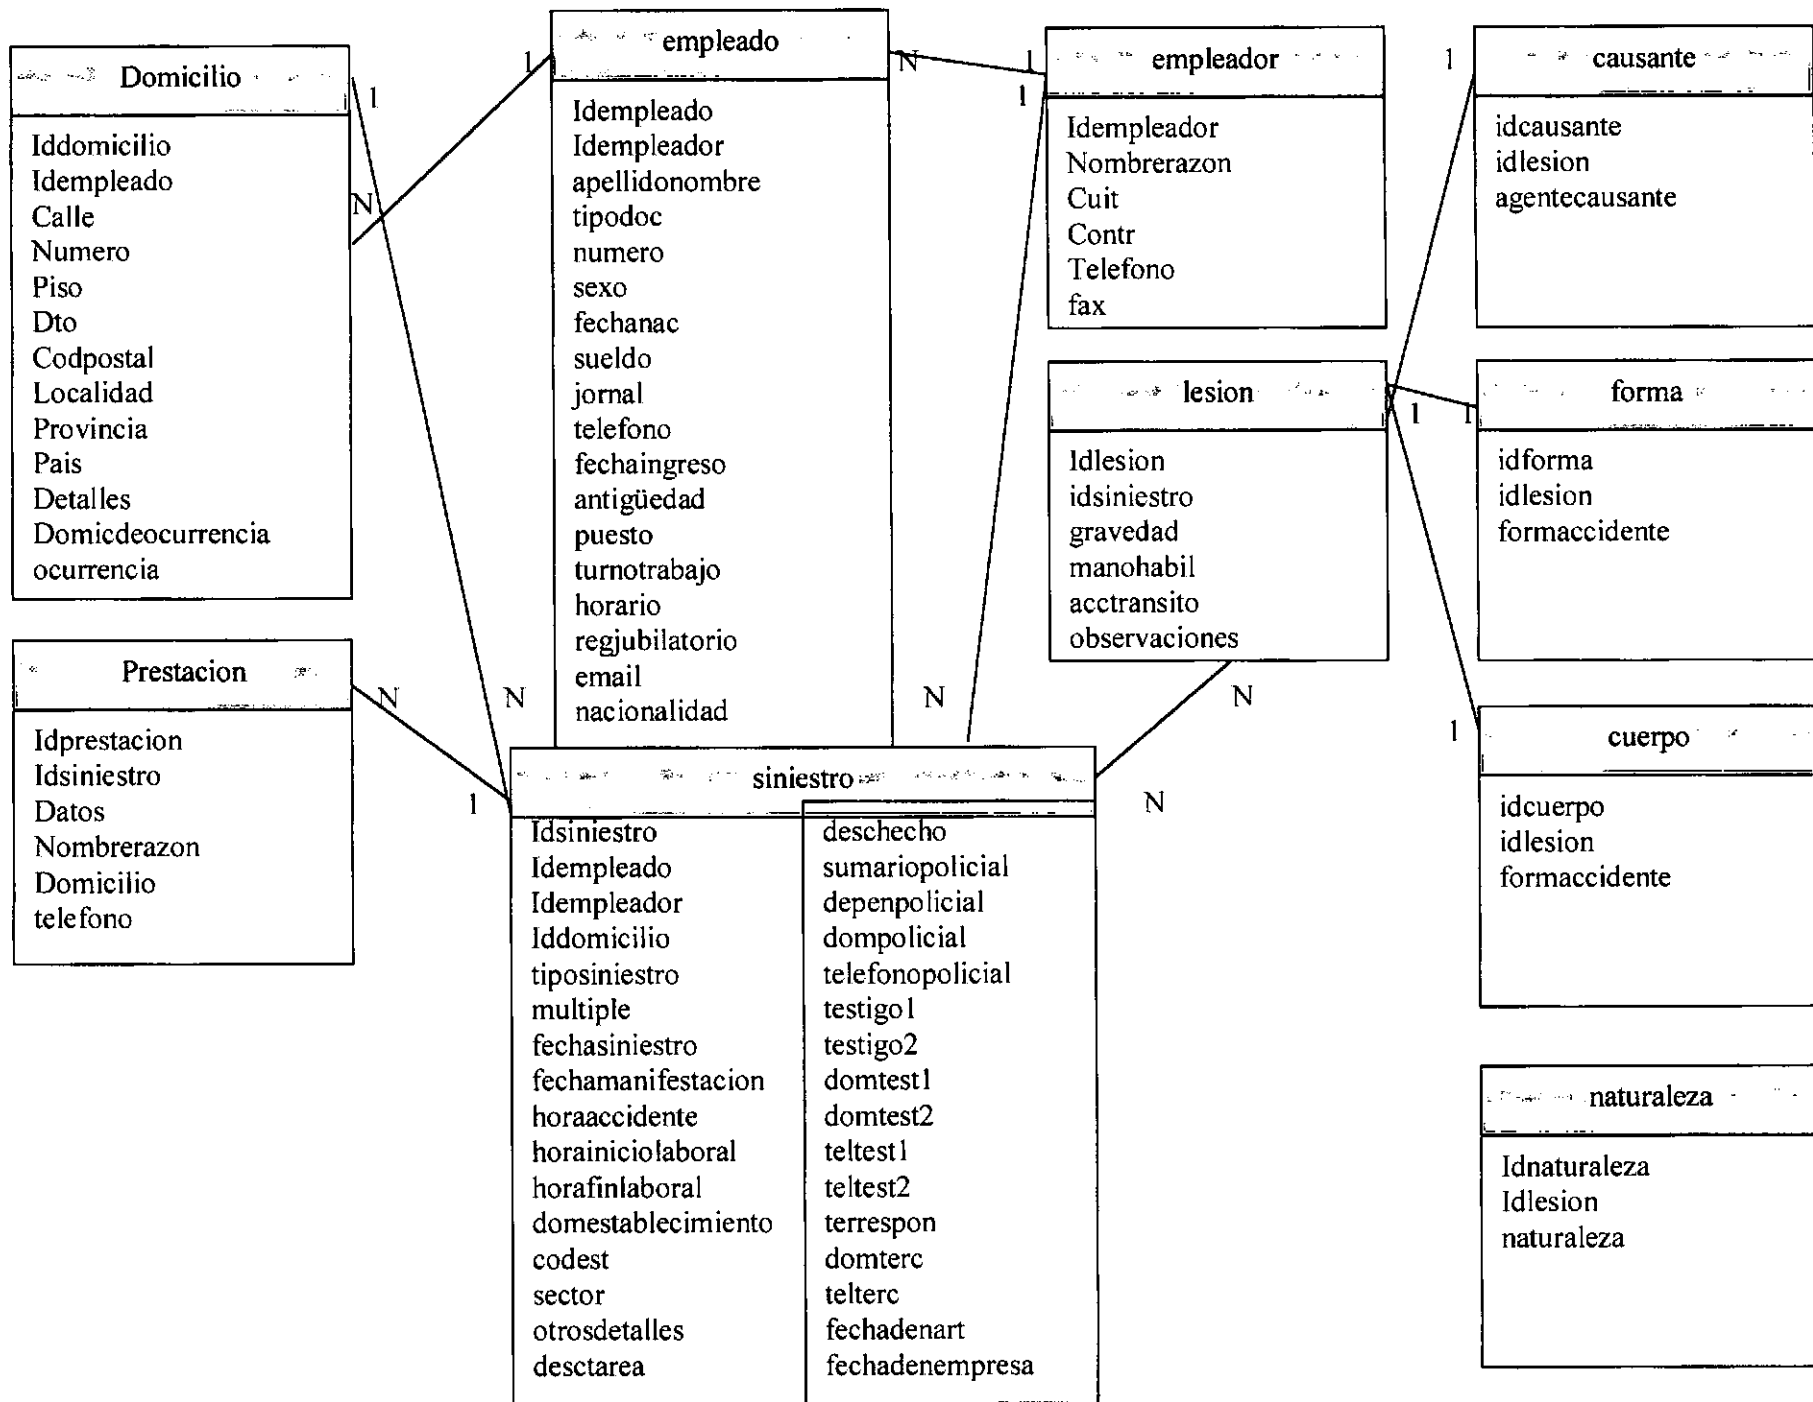 Domicilio
Iddomicilio
Idempleado
Calle
Numero
Piso
Dto
Codpostal
Localidad
Provincia
Pais
Detalles
Domicdeocurrencia
ocurrencia
1
N
1
empleado
Idempleado
Idempleador
apellidonombre
tipodoc
numero
sexo
fechanac
sueldo
jornal
telefono
fechaingreso
antigüedad
puesto
turnotrabajo
horario
regjubilatorio
email
nacionalidad
N
1
1
empleador
Idempleador
Nombrerazon
Cuit
Contr
Telefono
fax
1
causante
idcausante
idlesion
agentecausante
lesion
Idlesion
idsiniestro
gravedad
manohabil
acctransito
observaciones
1
1
forma
idforma
idlesion
formaccidente
Prestacion
Idprestacion
Idsiniestro
Datos
Nombrerazon
Domicilio
telefono
N
N
1
N
N
N
siniestro
Idsiniestro
Idempleado
Idempleador
Iddomicilio
tiposiniestro
multiple
fechasiniestro
fechamanifestacion
horaaccidente
horainiciolaboral
horafinlaboral
domestablecimiento
codest
sector
otrosdetalles
desctarea
deschecho
sumariopolicial
depenpolicial
dompolicial
telefonopolicial
testigo1
testigo2
domtest1
domtest2
teltest1
teltest2
terrespon
domterc
telterc
fechadenart
fechadenempresa
1
cuerpo
idcuerpo
idlesion
formaccidente
naturaleza
Idnaturaleza
Idlesion
naturaleza